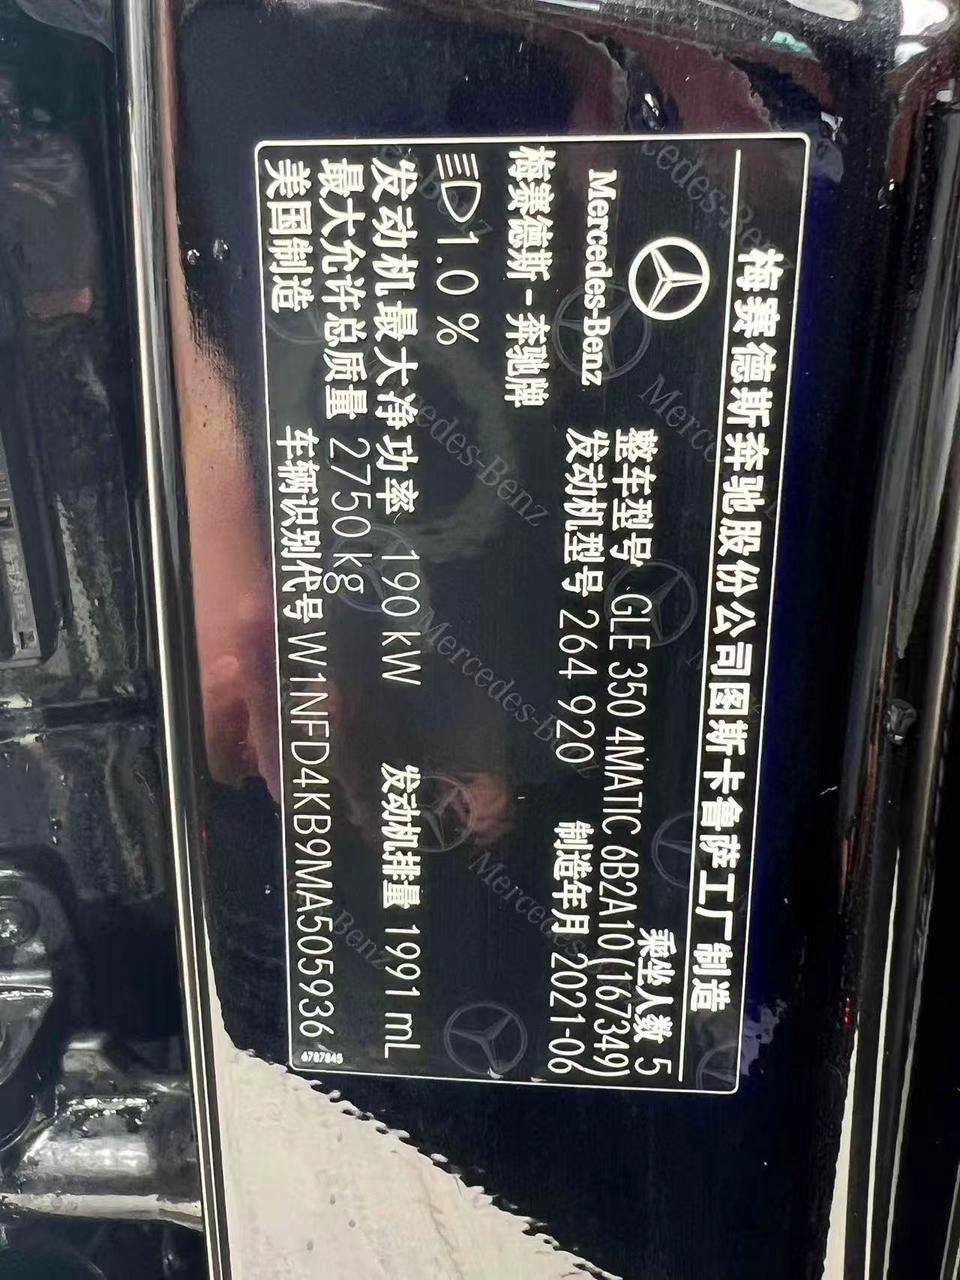 梅赛德斯奔驰股份公司图斯卡鲁萨工厂制造
乘坐人数 5
Mercedes-Benz 整车型号 GLE 350 4MATIC 6B2A10(167349)
梅赛德斯-奔驰牌 发动机型号 264 920 制造年月 2021-06
1.0 %
发动机最大净功率 190 kW 发动机排量 1991 mL
最大允许总质量 2750 kg
美国制造 车辆识别代号 W1NFD4KB9MA505936
6787845